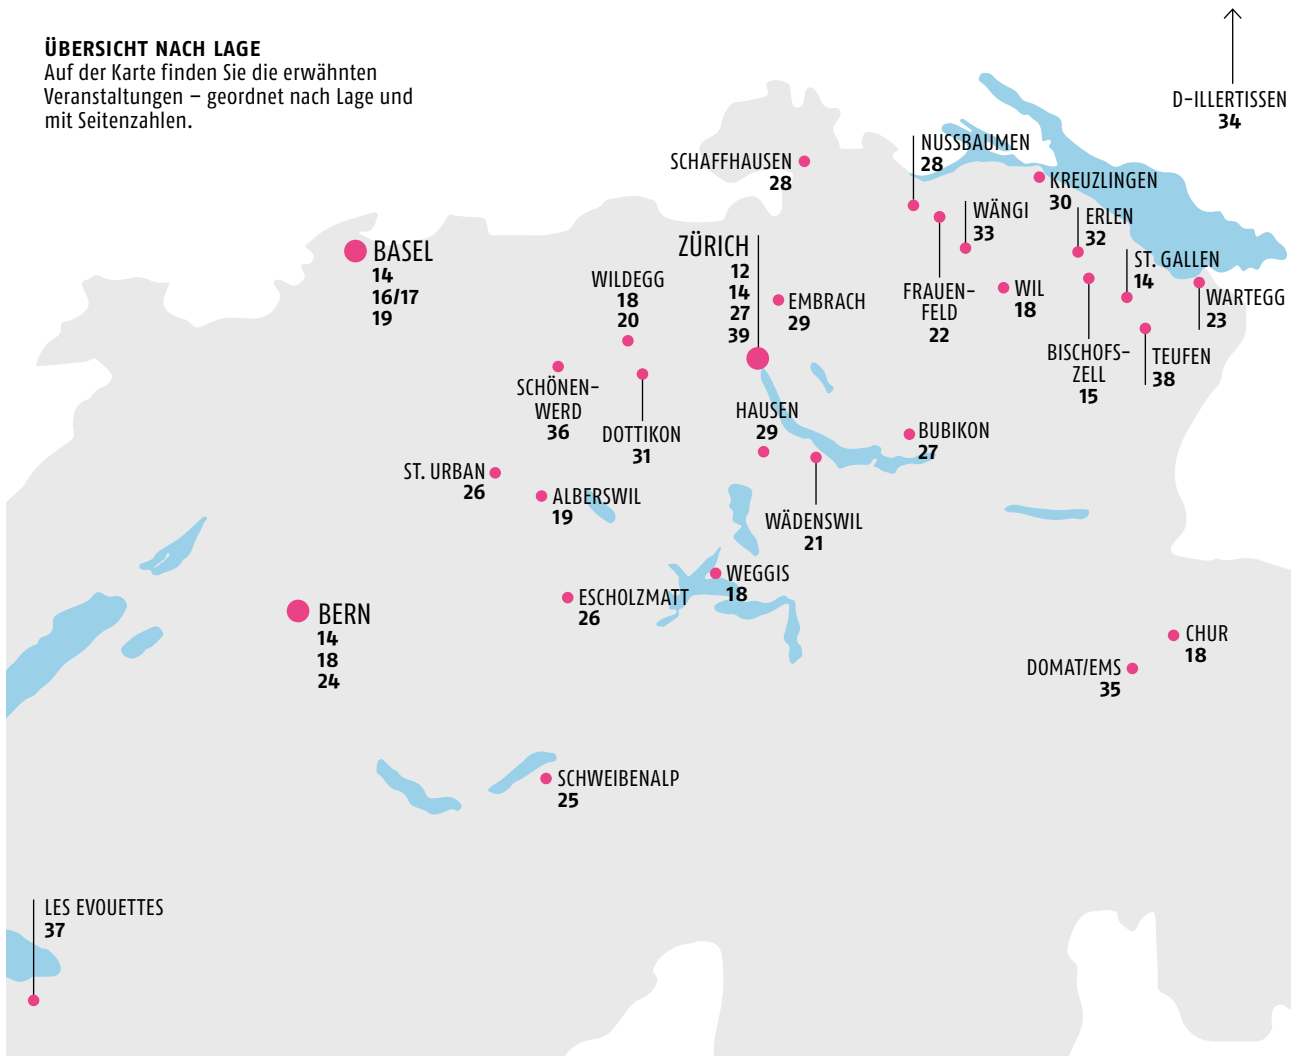 ÜBERSICHT NACH LAGE
Auf der Karte finden Sie die erwähnten
Veranstaltungen – geordnet nach Lage und
mit Seitenzahlen.
D-ILLERTISSEN
34
SCHAFFHAUSEN
28
NUSSBAUMEN
28
KREUZLINGEN
30
WÄNGI
33
ERLEN
32
BASEL
14
16/17
19
ZÜRICH
12
14
27
39
WILDEGG
18
20
EMBRACH
29
FRAUEN-
FELD
22
WIL
18
ST. GALLEN
14
WARTEGG
23
BISCHOFS-
ZELL
15
TEUFEN
38
SCHÖNEN-
WERD
36
DOTTIKON
31
HAUSEN
29
BUBIKON
27
ST. URBAN
26
ALBERSWIL
19
WÄDENSWIL
21
WEGGIS
18
ESCHOLZMATT
26
BERN
14
18
24
CHUR
18
DOMAT/EMS
35
SCHWEIBENALP
25
LES EVOUETTES
37